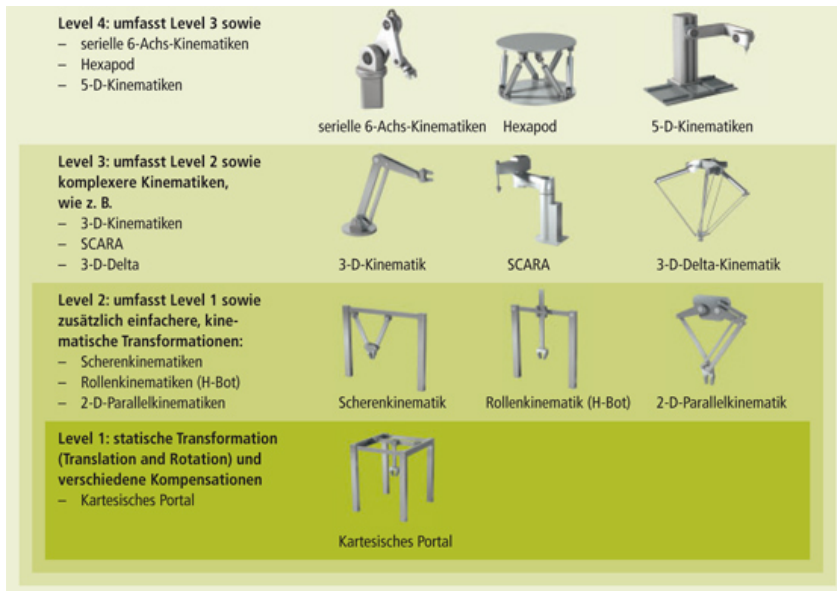 Level 4: umfasst Level 3 sowie
– serielle 6-Achs-Kinematiken
– Hexapod
– 5-D-Kinematiken
serielle 6-Achs-Kinematiken Hexapod 5-D-Kinematiken
Level 3: umfasst Level 2 sowie
komplexere Kinematiken,
wie z. B.
– 3-D-Kinematiken
– SCARA
– 3-D-Delta
3-D-Kinematik SCARA 3-D-Delta-Kinematik
Level 2: umfasst Level 1 sowie
zusätzlich einfachere, kine-
matische Transformationen:
– Scherenkinematiken
– Rollenkinematiken (H-Bot)
– 2-D-Parallelkinematiken
Scherenkinematik Rollenkinematik (H-Bot) 2-D-Parallelkinematik
Level 1: statische Transformation
(Translation and Rotation) und
verschiedene Kompensationen
– Kartesisches Portal
Kartesisches Portal